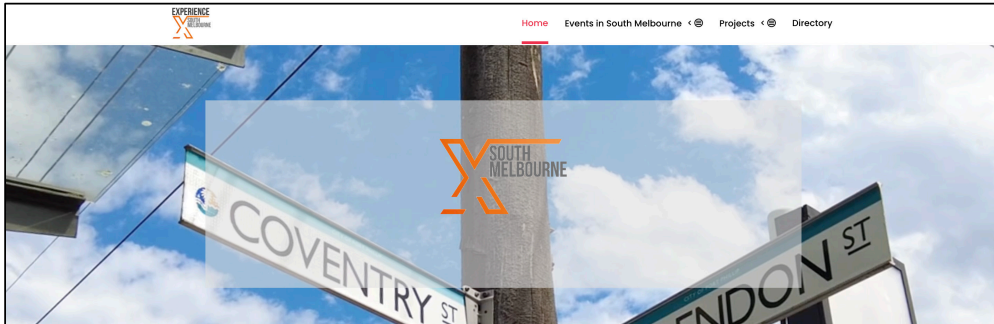 EXPERIENCE
SOUTH
MELBOURNE
Home Events in South Melbourne < Projects < Directory
SOUTH
MELBOURNE
COVENTRY ST
ENDON ST